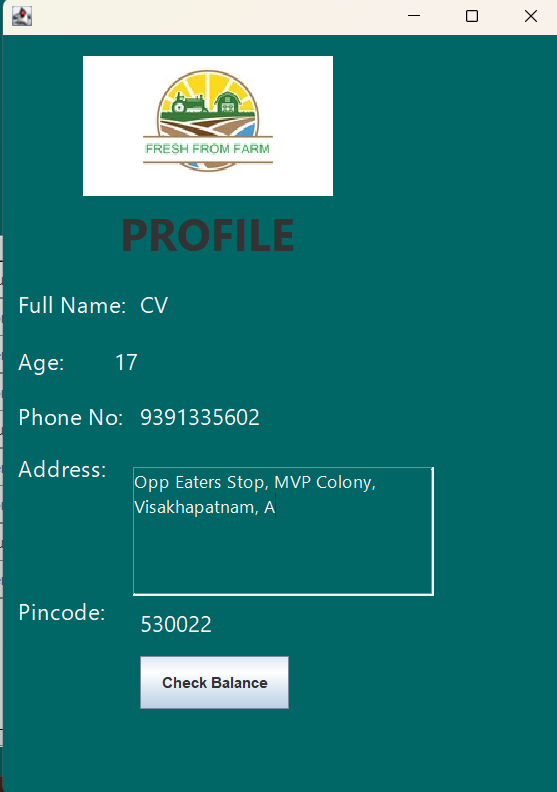 FRESH FROM FARM
PROFILE
Full Name: CV
Age: 17
Phone No: 9391335602
Address: Opp Eaters Stop, MVP Colony,
Visakhapatnam, A
Pincode: 530022
Check Balance